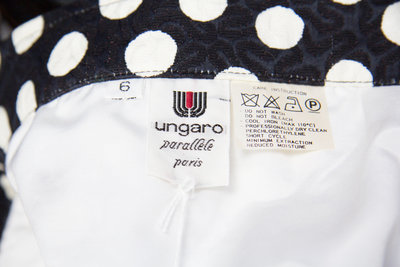 6
ungaro
parallèle
paris
CARE INSTRUCTION
P
DO NOT WASH
DO NOT BLEACH
COOL IRON (MAX 110°C)
PROFESSIONALLY DRY CLEAN
PERCHLORETHYLENE
SHORT CYCLE
MINIMUM EXTRACTION
REDUCED MOISTURE